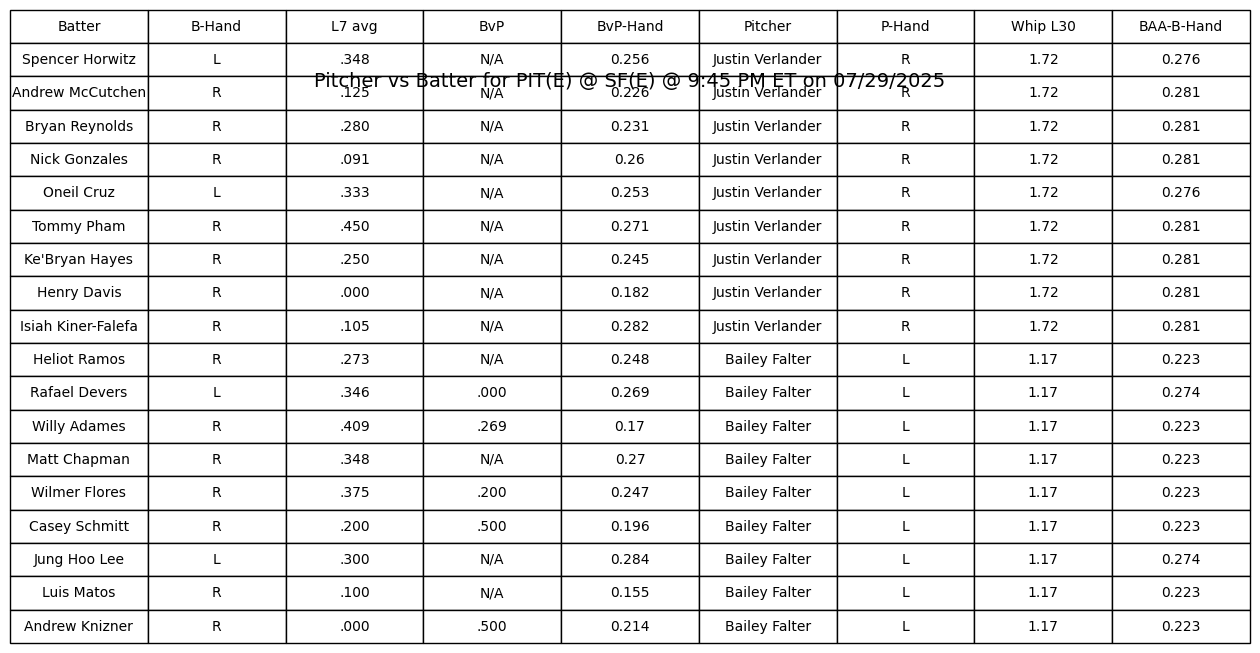 Batter B-Hand L7 avg BvP BvP-Hand Pitcher P-Hand Whip L30 BAA-B-Hand
Spencer Horwitz L .348 N/A 0.256 Justin Verlander R 1.72 0.276
Pitcher vs Batter for PIT(E) @ SF(E) @ 9:45 PM ET on 07/29/2025
Andrew McCutchen R .125 N/A 0.226 Justin Verlander R 1.72 0.281
Bryan Reynolds R .280 N/A 0.231 Justin Verlander R 1.72 0.281
Nick Gonzales R .091 N/A 0.26 Justin Verlander R 1.72 0.281
Oneil Cruz L .333 N/A 0.253 Justin Verlander R 1.72 0.276
Tommy Pham R .450 N/A 0.271 Justin Verlander R 1.72 0.281
Ke'Bryan Hayes R .250 N/A 0.245 Justin Verlander R 1.72 0.281
Henry Davis R .000 N/A 0.182 Justin Verlander R 1.72 0.281
Isiah Kiner-Falefa R .105 N/A 0.282 Justin Verlander R 1.72 0.281
Heliot Ramos R .273 N/A 0.248 Bailey Falter L 1.17 0.223
Rafael Devers L .346 .000 0.269 Bailey Falter L 1.17 0.274
Willy Adames R .409 .269 0.17 Bailey Falter L 1.17 0.223
Matt Chapman R .348 N/A 0.27 Bailey Falter L 1.17 0.223
Wilmer Flores R .375 .200 0.247 Bailey Falter L 1.17 0.223
Casey Schmitt R .200 .500 0.196 Bailey Falter L 1.17 0.223
Jung Hoo Lee L .300 N/A 0.284 Bailey Falter L 1.17 0.274
Luis Matos R .100 N/A 0.155 Bailey Falter L 1.17 0.223
Andrew Knizner R .000 .500 0.214 Bailey Falter L 1.17 0.223